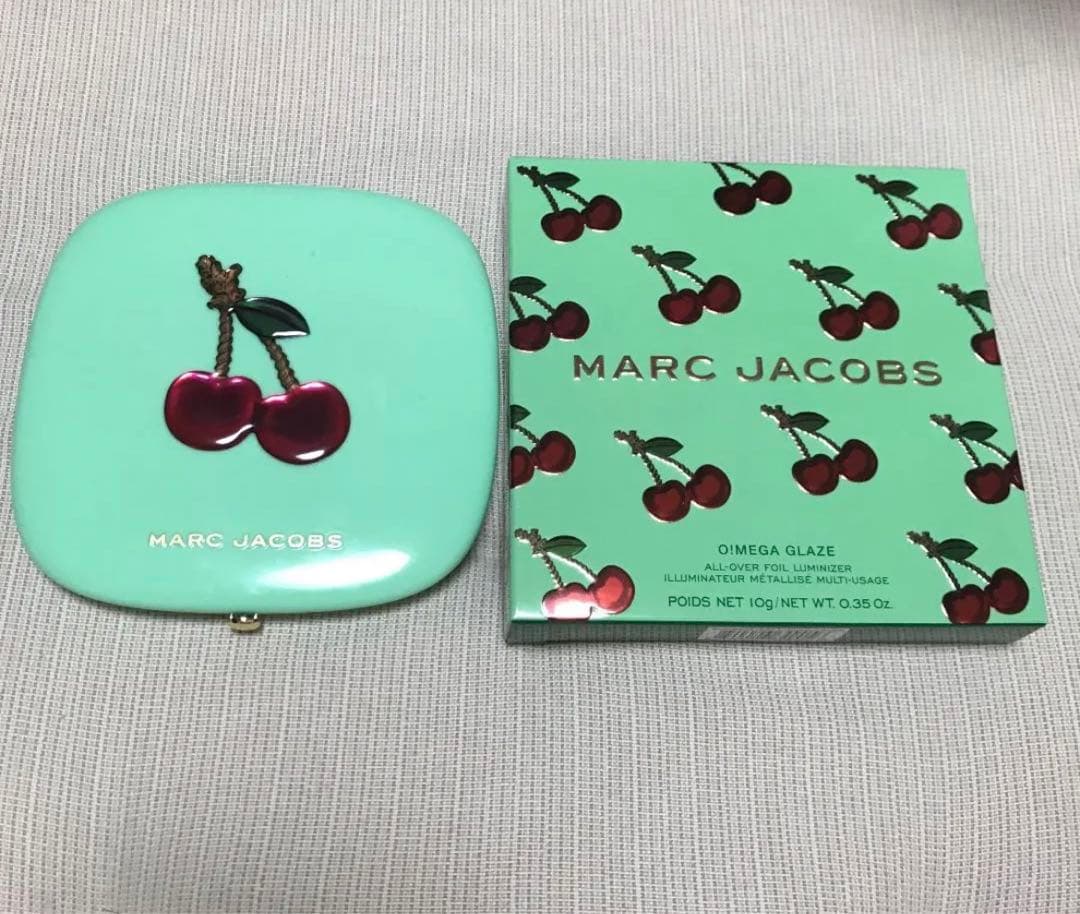 MARC JACOBS
MARC JACOBS
O!MEGA GLAZE
ALL-OVER FOIL LUMINIZER
ILLUMINATEUR MÉTALLISÉ MULTI-USAGE
POIDS NET 10g/NET WT. 0.35 Oz.